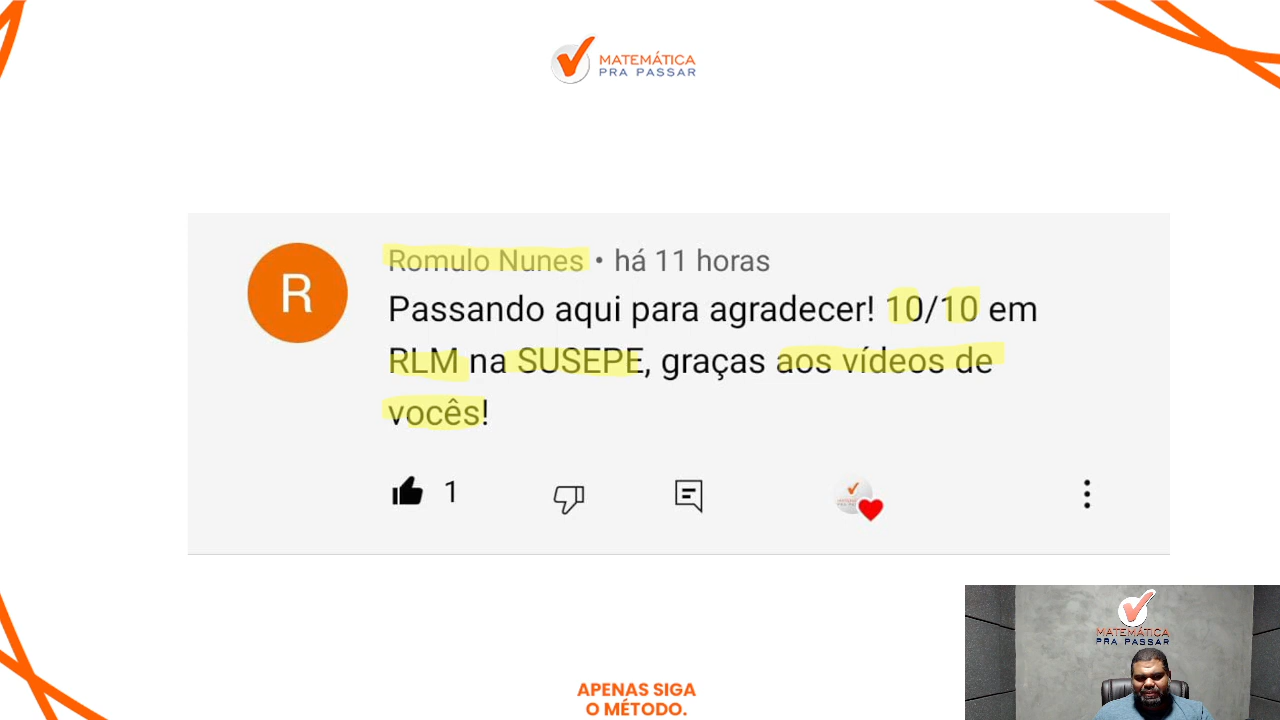 MATEMÁTICA
PRA PASSAR
R
Romulo Nunes • há 11 horas
Passando aqui para agradecer! 10/10 em
RLM na SUSEPE, graças aos vídeos de
vocês!
1
MATEMÁTICA
PRA PASSAR
APENAS SIGA
O MÉTODO.